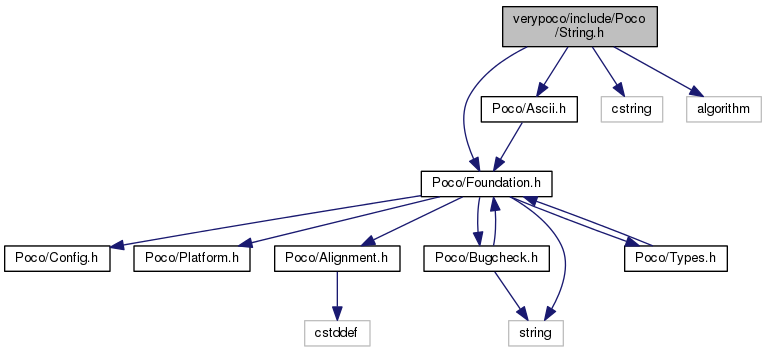 verypoco/include/Poco
/String.h
Poco/Ascii.h
cstring
algorithm
Poco/Foundation.h
Poco/Config.h
Poco/Platform.h
Poco/Alignment.h
Poco/Bugcheck.h
Poco/Types.h
cstddef
string